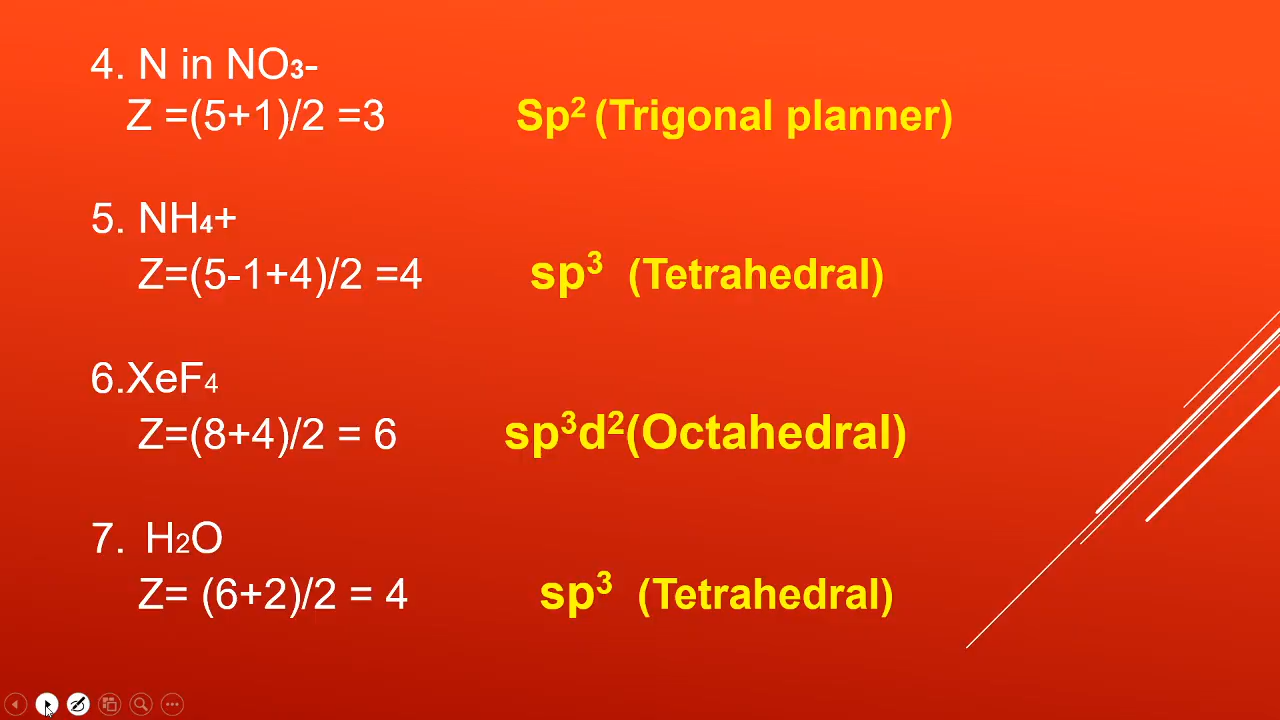 4. N in NO₃-
Z =(5+1)/2 =3 Sp² (Trigonal planner)
5. NH₄+
Z=(5-1+4)/2 =4 sp³ (Tetrahedral)
6.XeF₄
Z=(8+4)/2 = 6 sp³d²(Octahedral)
7. H₂O
Z= (6+2)/2 = 4 sp³ (Tetrahedral)